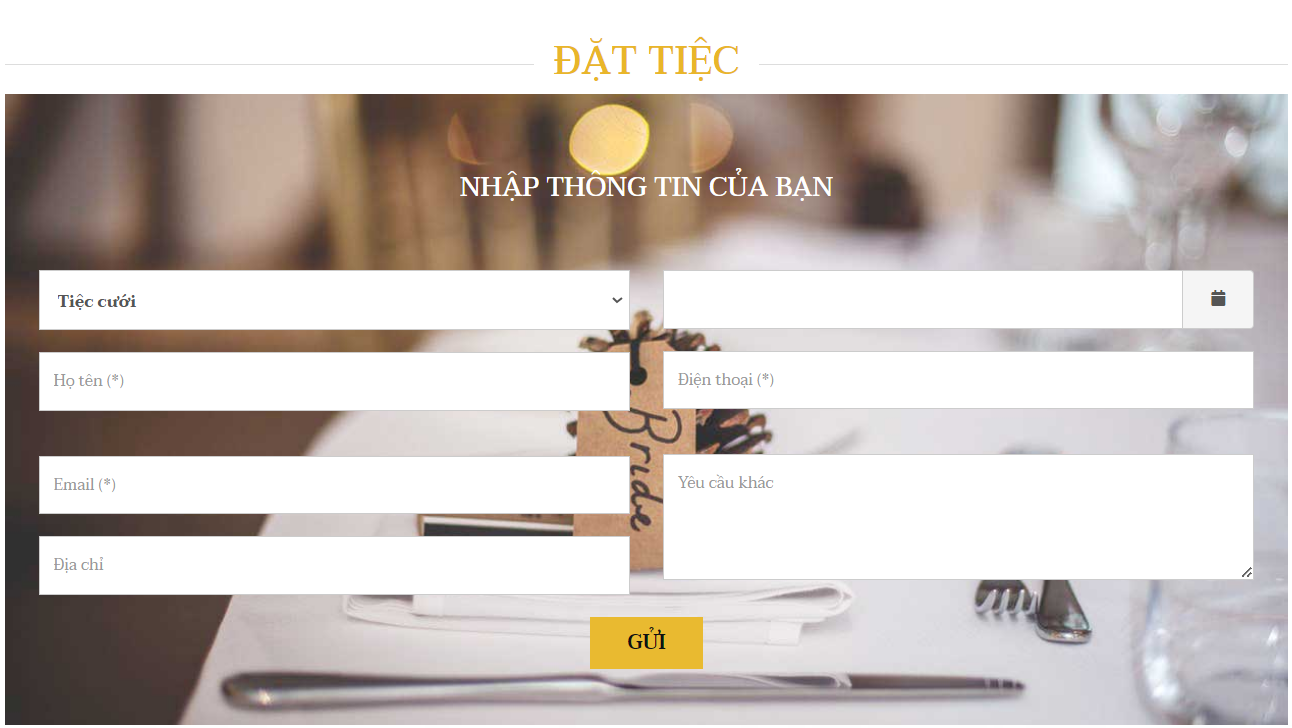 ĐẶT TIỆC
NHẬP THÔNG TIN CỦA BẠN
Tiệc cưới
Họ tên (*)
Điện thoại (*)
Bride
Email (*)
Yêu cầu khác
Địa chỉ
GỬI